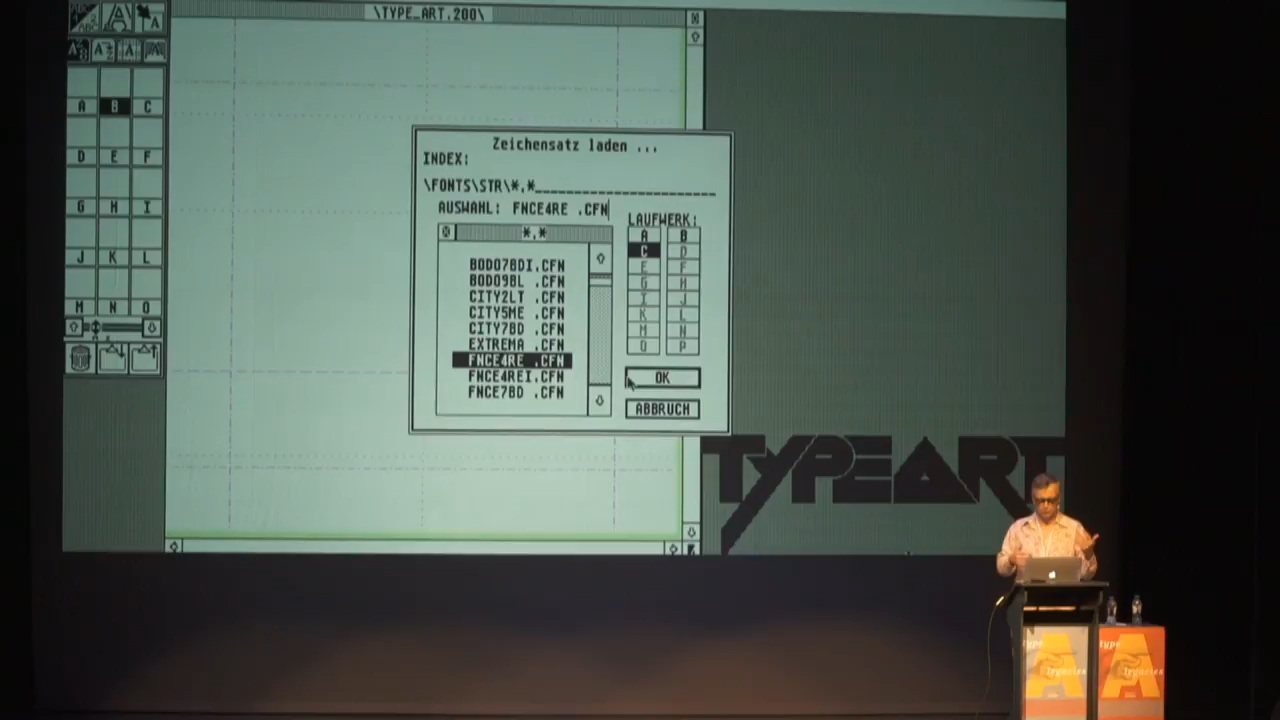 \TYPE_ART.200\
A B C
D E F
G H I
J K L
M N O
Zeichensatz laden ...
INDEX:
\FONTS\STR\*.*
AUSWAHL: FNCE4RE .CFN
*.*
BODO7BDI.CFN
BODO9BL .CFN
CITY2LT .CFN
CITY5ME .CFN
CITY7BD .CFN
EXTREMA .CFN
FNCE4RE .CFN
FNCE4REI.CFN
FNCE7BD .CFN
LAUFWERK:
A B
C D
E F
G H
I J
K L
M N
O P
OK
ABBRUCH
TYPEART